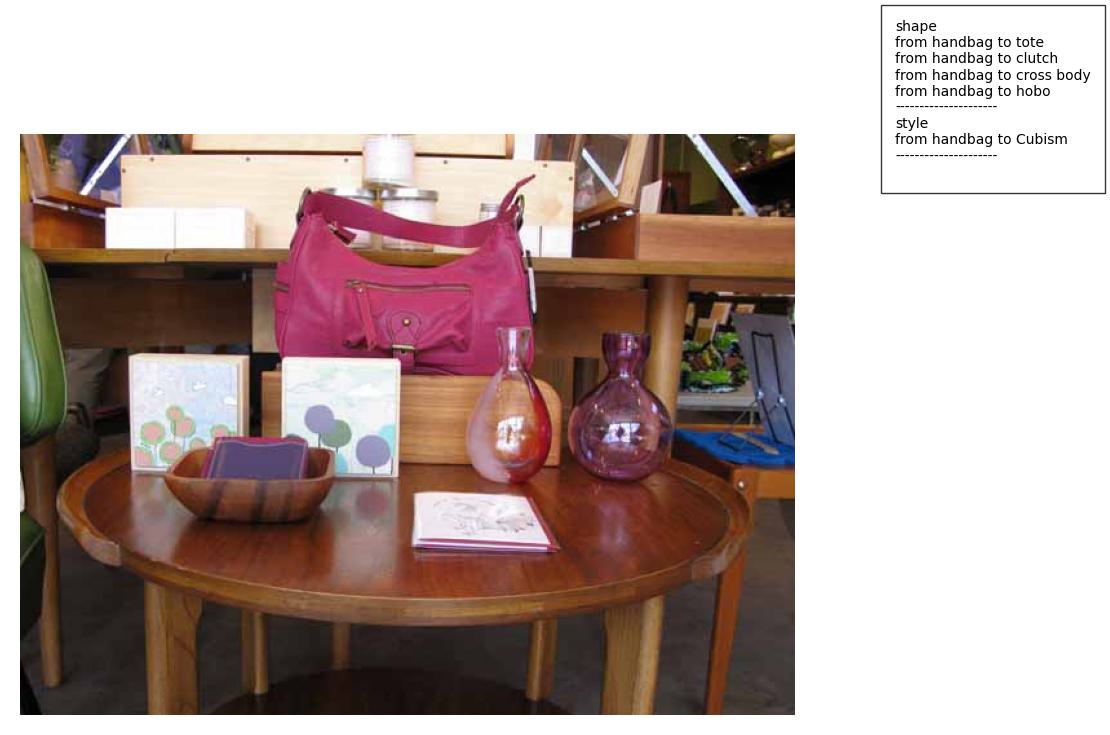 shape
from handbag to tote
from handbag to clutch
from handbag to cross body
from handbag to hobo
---------------------
style
from handbag to Cubism
---------------------